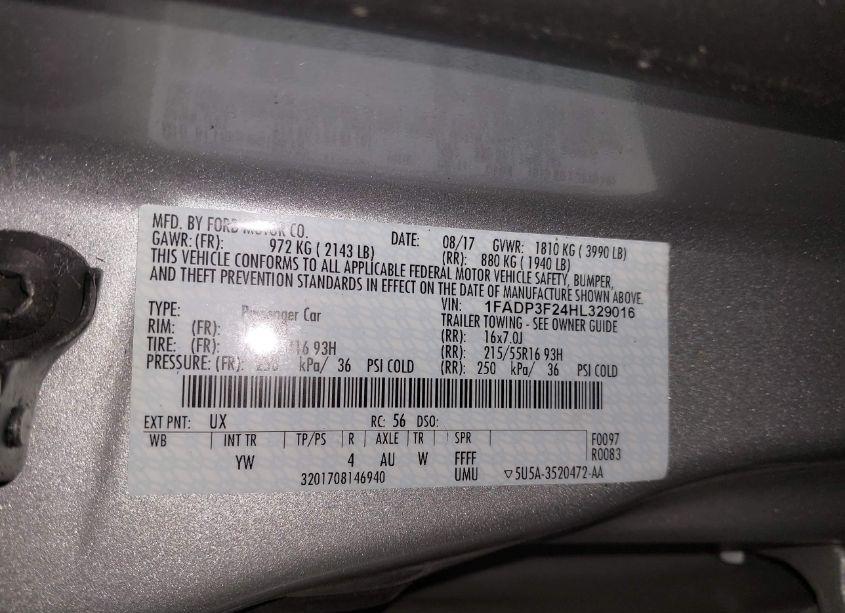 MFD. BY FORD MOTOR CO. DATE: 08/17 GVWR: 1810 KG ( 3990 LB)
GAWR: (FR): 972 KG ( 2143 LB) (RR): 880 KG ( 1940 LB)
THIS VEHICLE CONFORMS TO ALL APPLICABLE FEDERAL MOTOR VEHICLE SAFETY, BUMPER,
AND THEFT PREVENTION STANDARDS IN EFFECT ON THE DATE OF MANUFACTURE SHOWN ABOVE.
VIN: 1FADP3F24HL329016
TYPE: Passenger Car TRAILER TOWING - SEE OWNER GUIDE
RIM: (FR) (RR): 16x7.0J
TIRE: (FR) R16 93H (RR): 215/55R16 93H
PRESSURE: (FR): 250 kPa/ 36 PSI COLD (RR): 250 kPa/ 36 PSI COLD
EXT PNT: UX RC: 56 DSO:
WB INT TR TP/PS R AXLE TR SPR F0097
YW 4 AU W FFFF R0083
3201708146940 UMU ▽5U5A-3520472-AA